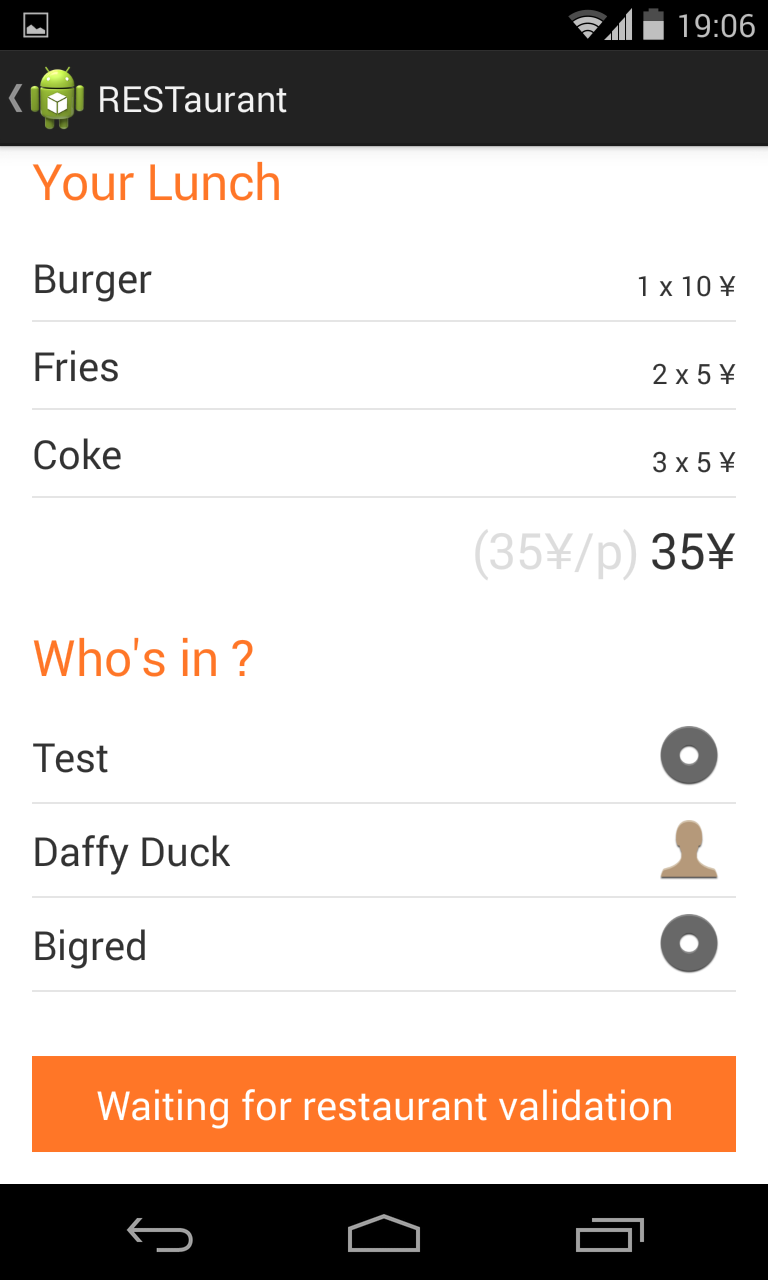 19:06
RESTaurant
Your Lunch
Burger 1 x 10 ¥
Fries 2 x 5 ¥
Coke 3 x 5 ¥
(35¥/p) 35¥
Who's in ?
Test
Daffy Duck
Bigred
Waiting for restaurant validation